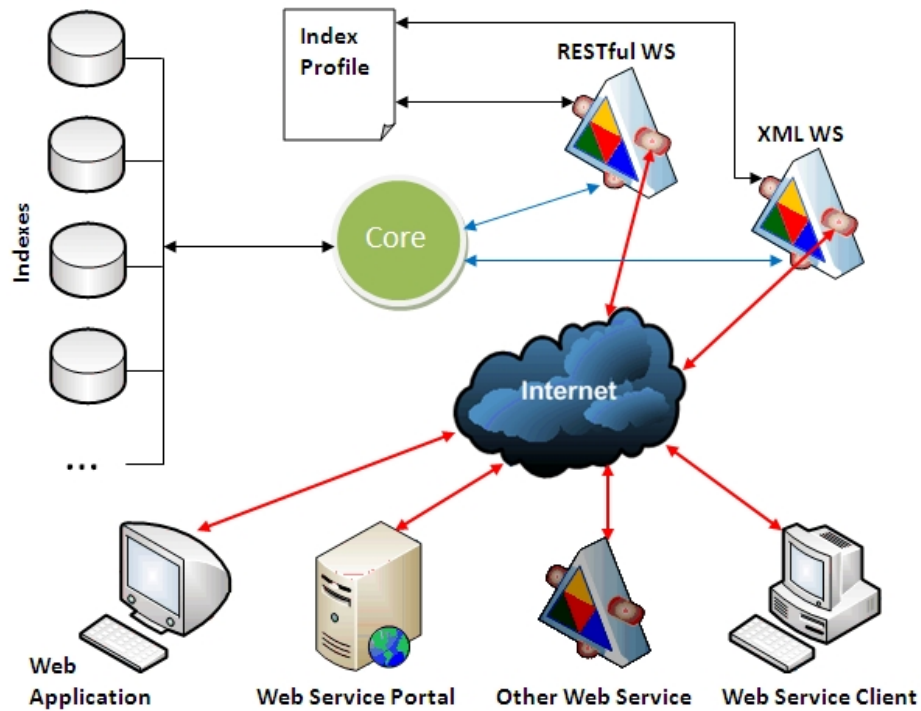 Index
Profile
RESTful WS
XML WS
Core
Indexes
Internet
...
Web
Application
Web Service Portal
Other Web Service
Web Service Client